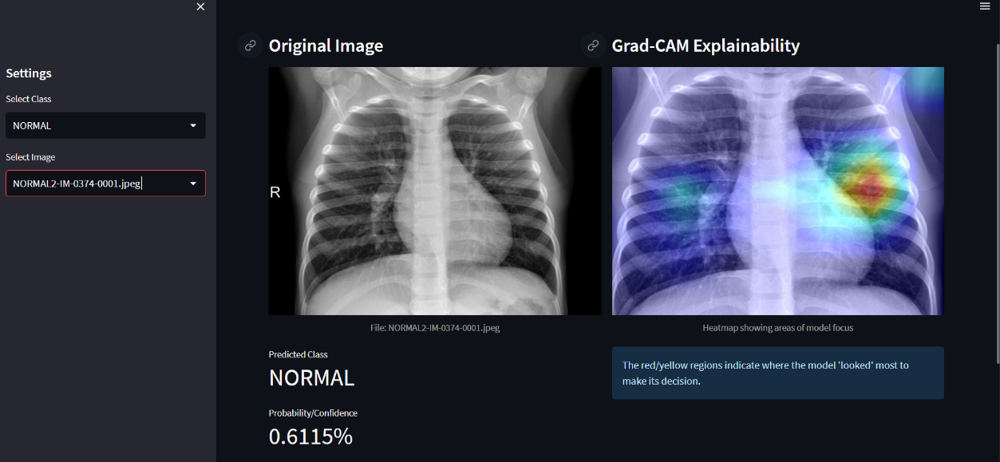 Settings
Select Class
NORMAL
Select Image
NORMAL2-IM-0374-0001.jpeg
Original Image
R
File: NORMAL2-IM-0374-0001.jpeg
Predicted Class
NORMAL
Probability/Confidence
0.6115%
Grad-CAM Explainability
Heatmap showing areas of model focus
The red/yellow regions indicate where the model 'looked' most to
make its decision.